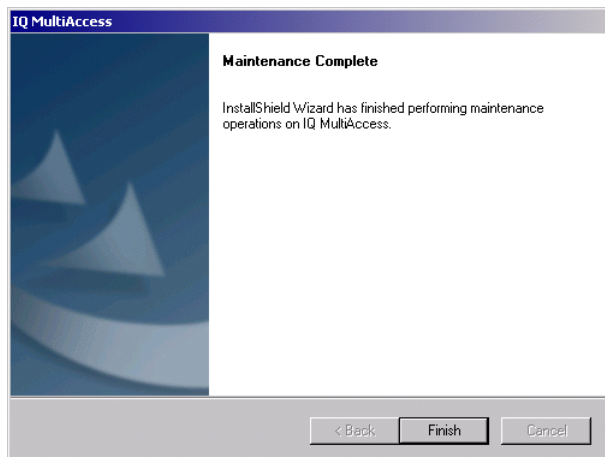 IQ MultiAccess
Maintenance Complete
InstallShield Wizard has finished performing maintenance
operations on IQ MultiAccess.
< Back
Finish
Cancel